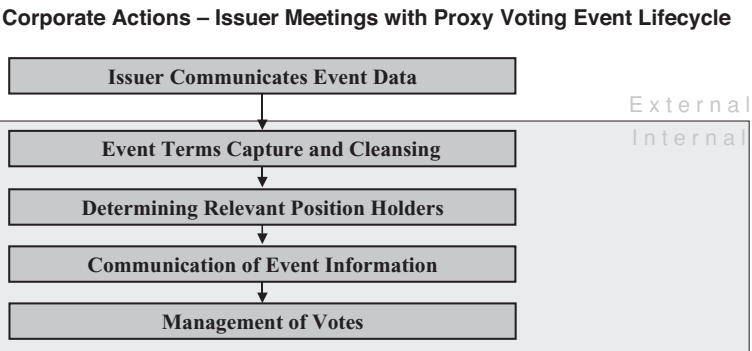 Corporate Actions – Issuer Meetings with Proxy Voting Event Lifecycle
Issuer Communicates Event Data
External
Internal
Event Terms Capture and Cleansing
Determining Relevant Position Holders
Communication of Event Information
Management of Votes